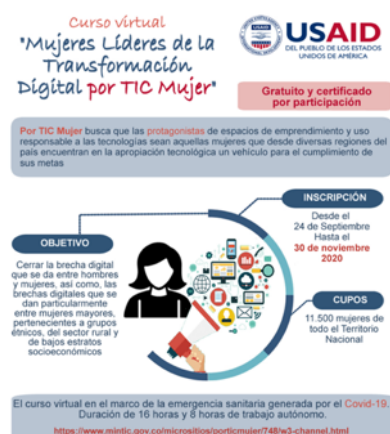 Curso virtual
"Mujeres Líderes de la
Transformación
Digital por TIC Mujer"
USAID
DEL PUEBLO DE LOS ESTADOS
UNIDOS DE AMÉRICA
Gratuito y certificado
por participación
Por TIC Mujer busca que las protagonistas de espacios de emprendimiento y uso
responsable a las tecnologías sean aquellas mujeres que desde diversas regiones del
país encuentran en la apropiación tecnológica un vehículo para el cumplimiento de
sus metas
INSCRIPCIÓN
Desde el
24 de Septiembre
Hasta el
30 de noviembre
2020
OBJETIVO
Cerrar la brecha digital
que se da entre hombres
y mujeres, así como, las
brechas digitales que se
dan particularmente
entre mujeres mayores,
pertenecientes a grupos
étnicos, del sector rural y
de bajos estratos
socioeconómicos
CUPOS
11.500 mujeres de
todo el Territorio
Nacional
El curso virtual en el marco de la emergencia sanitaria generada por el Covid-19.
Duración de 16 horas y 8 horas de trabajo autónomo.
https://www.mintic.gov.co/micrositios/porticmujer/748/w3-channel.html